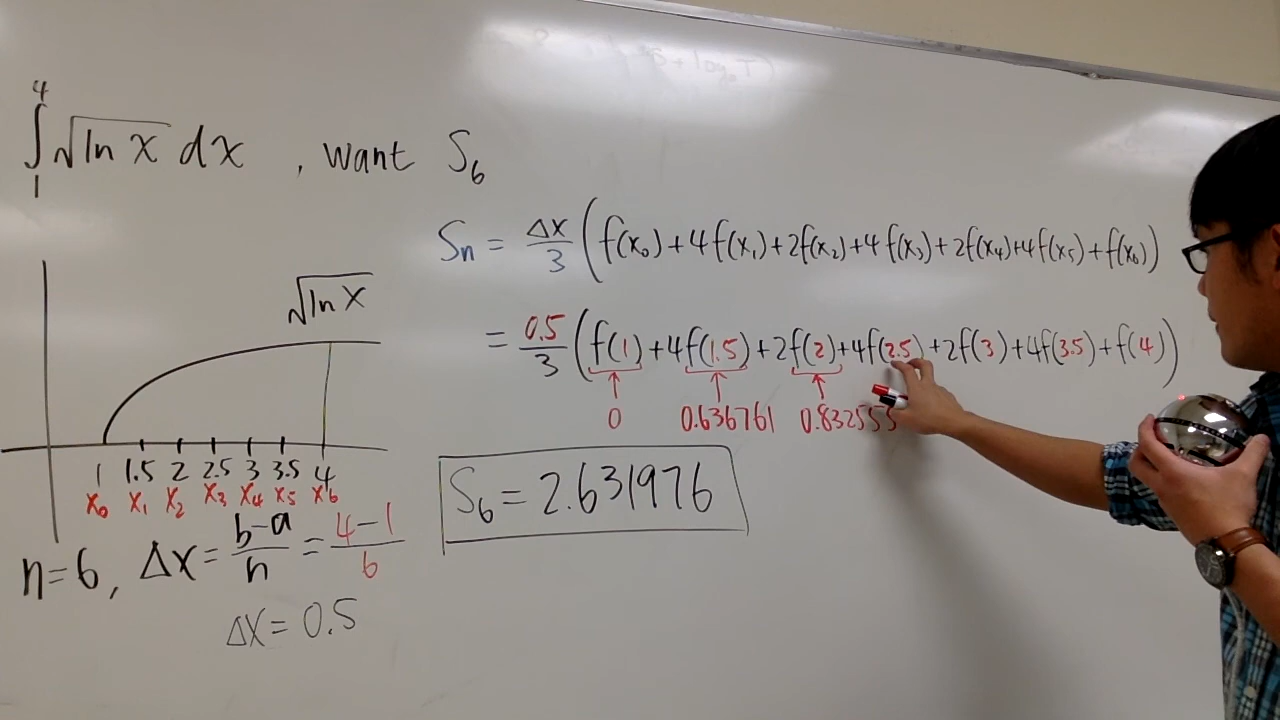 ∫₁⁴ √(ln x) dx , want S₆
Sₙ = Δx/3 (f(x₀)+4f(x₁)+2f(x₂)+4f(x₃)+2f(x₄)+4f(x₅)+f(x₆))
= 0.5/3 (f(1)+4f(1.5)+2f(2)+4f(2.5)+2f(3)+4f(3.5)+f(4))
0 0.636761 0.832555
S₆ = 2.631976
√(ln x)
1 1.5 2 2.5 3 3.5 4
x₀ x₁ x₂ x₃ x₄ x₅ x₆
n=6, Δx = b-a/n = 4-1/6
Δx = 0.5